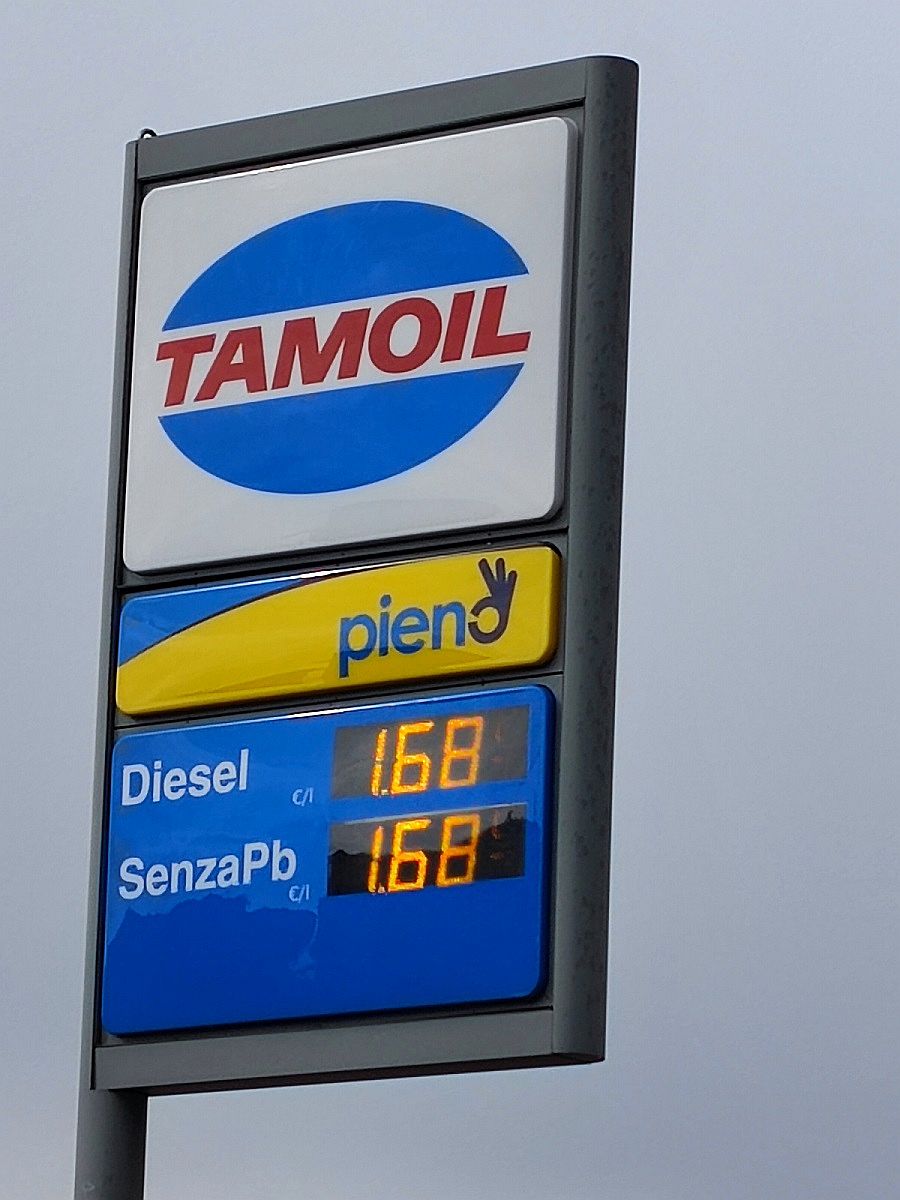 TAMOIL
pieno
Diesel €/l 1.68
SenzaPb €/l 1.68